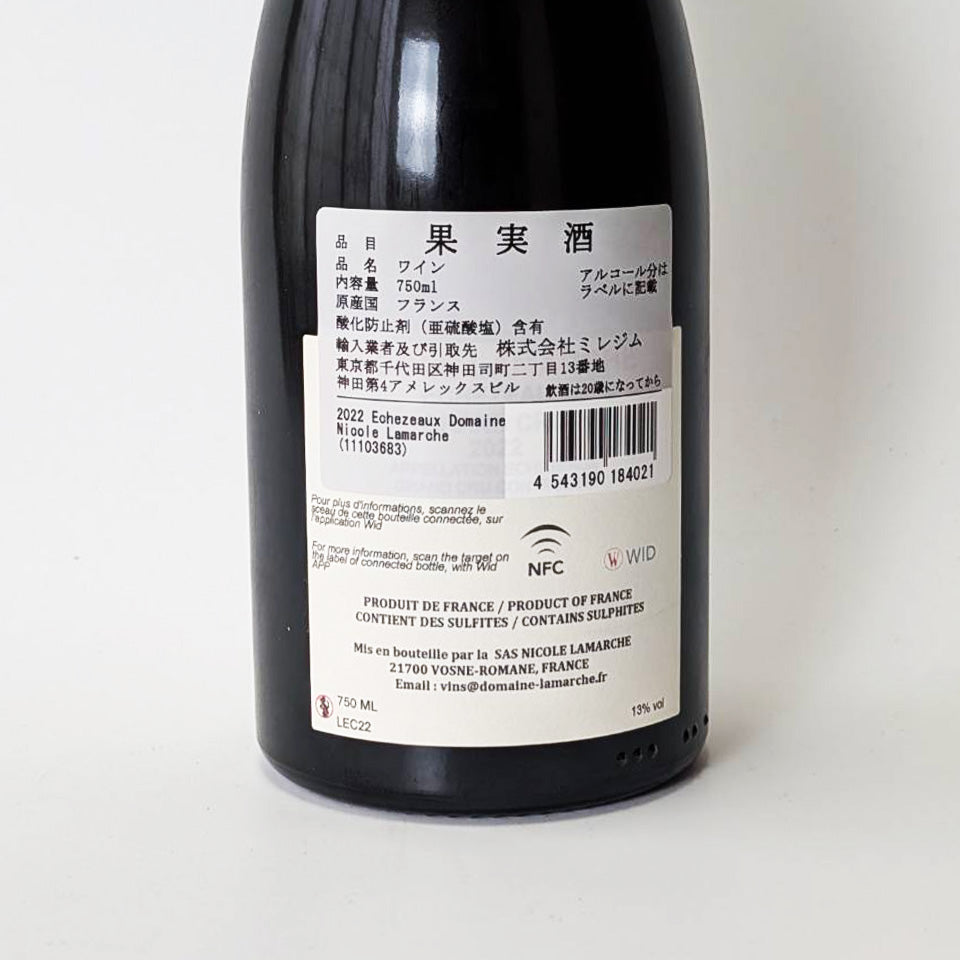 品目 果実酒
品名 ワイン
アルコール分は
内容量 750ml
ラベルに記載
原産国 フランス
酸化防止剤(亜硫酸塩)含有
輸入業者及び引取先 株式会社ミレジム
東京都千代田区神田司町二丁目13番地
神田第4アメレックスビル 飲酒は20歳になってから
2022 Echezeaux Domaine
Nicole Lamarche
(11103683)
4 543190 184021
2022
Pour plus d'informations, scannez le
sceau de cette bouteille connectée, sur
l'application Wid
For more information, scan the target on
the label of connected bottle, with Wid
APP
NFC
W WID
PRODUIT DE FRANCE / PRODUCT OF FRANCE
CONTIENT DES SULFITES / CONTAINS SULPHITES
Mis en bouteille par la SAS NICOLE LAMARCHE
21700 VOSNE-ROMANE, FRANCE
Email : vins@domaine-lamarche.fr
750 ML
LEC22
13% vol